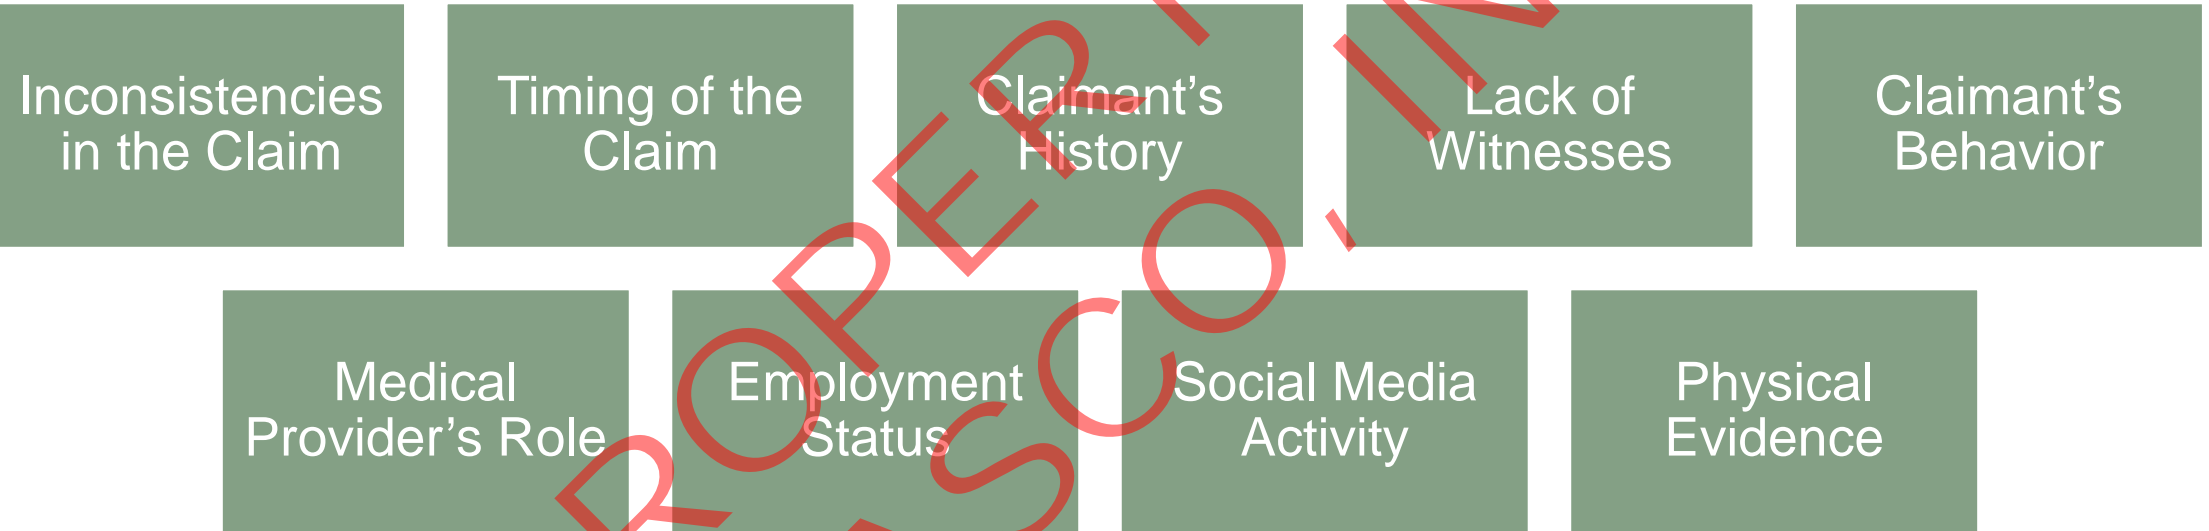 Inconsistencies
in the Claim
Timing of the
Claim
Claimant’s
History
Lack of
Witnesses
Claimant’s
Behavior
Medical
Provider’s Role
Employment
Status
Social Media
Activity
Physical
Evidence